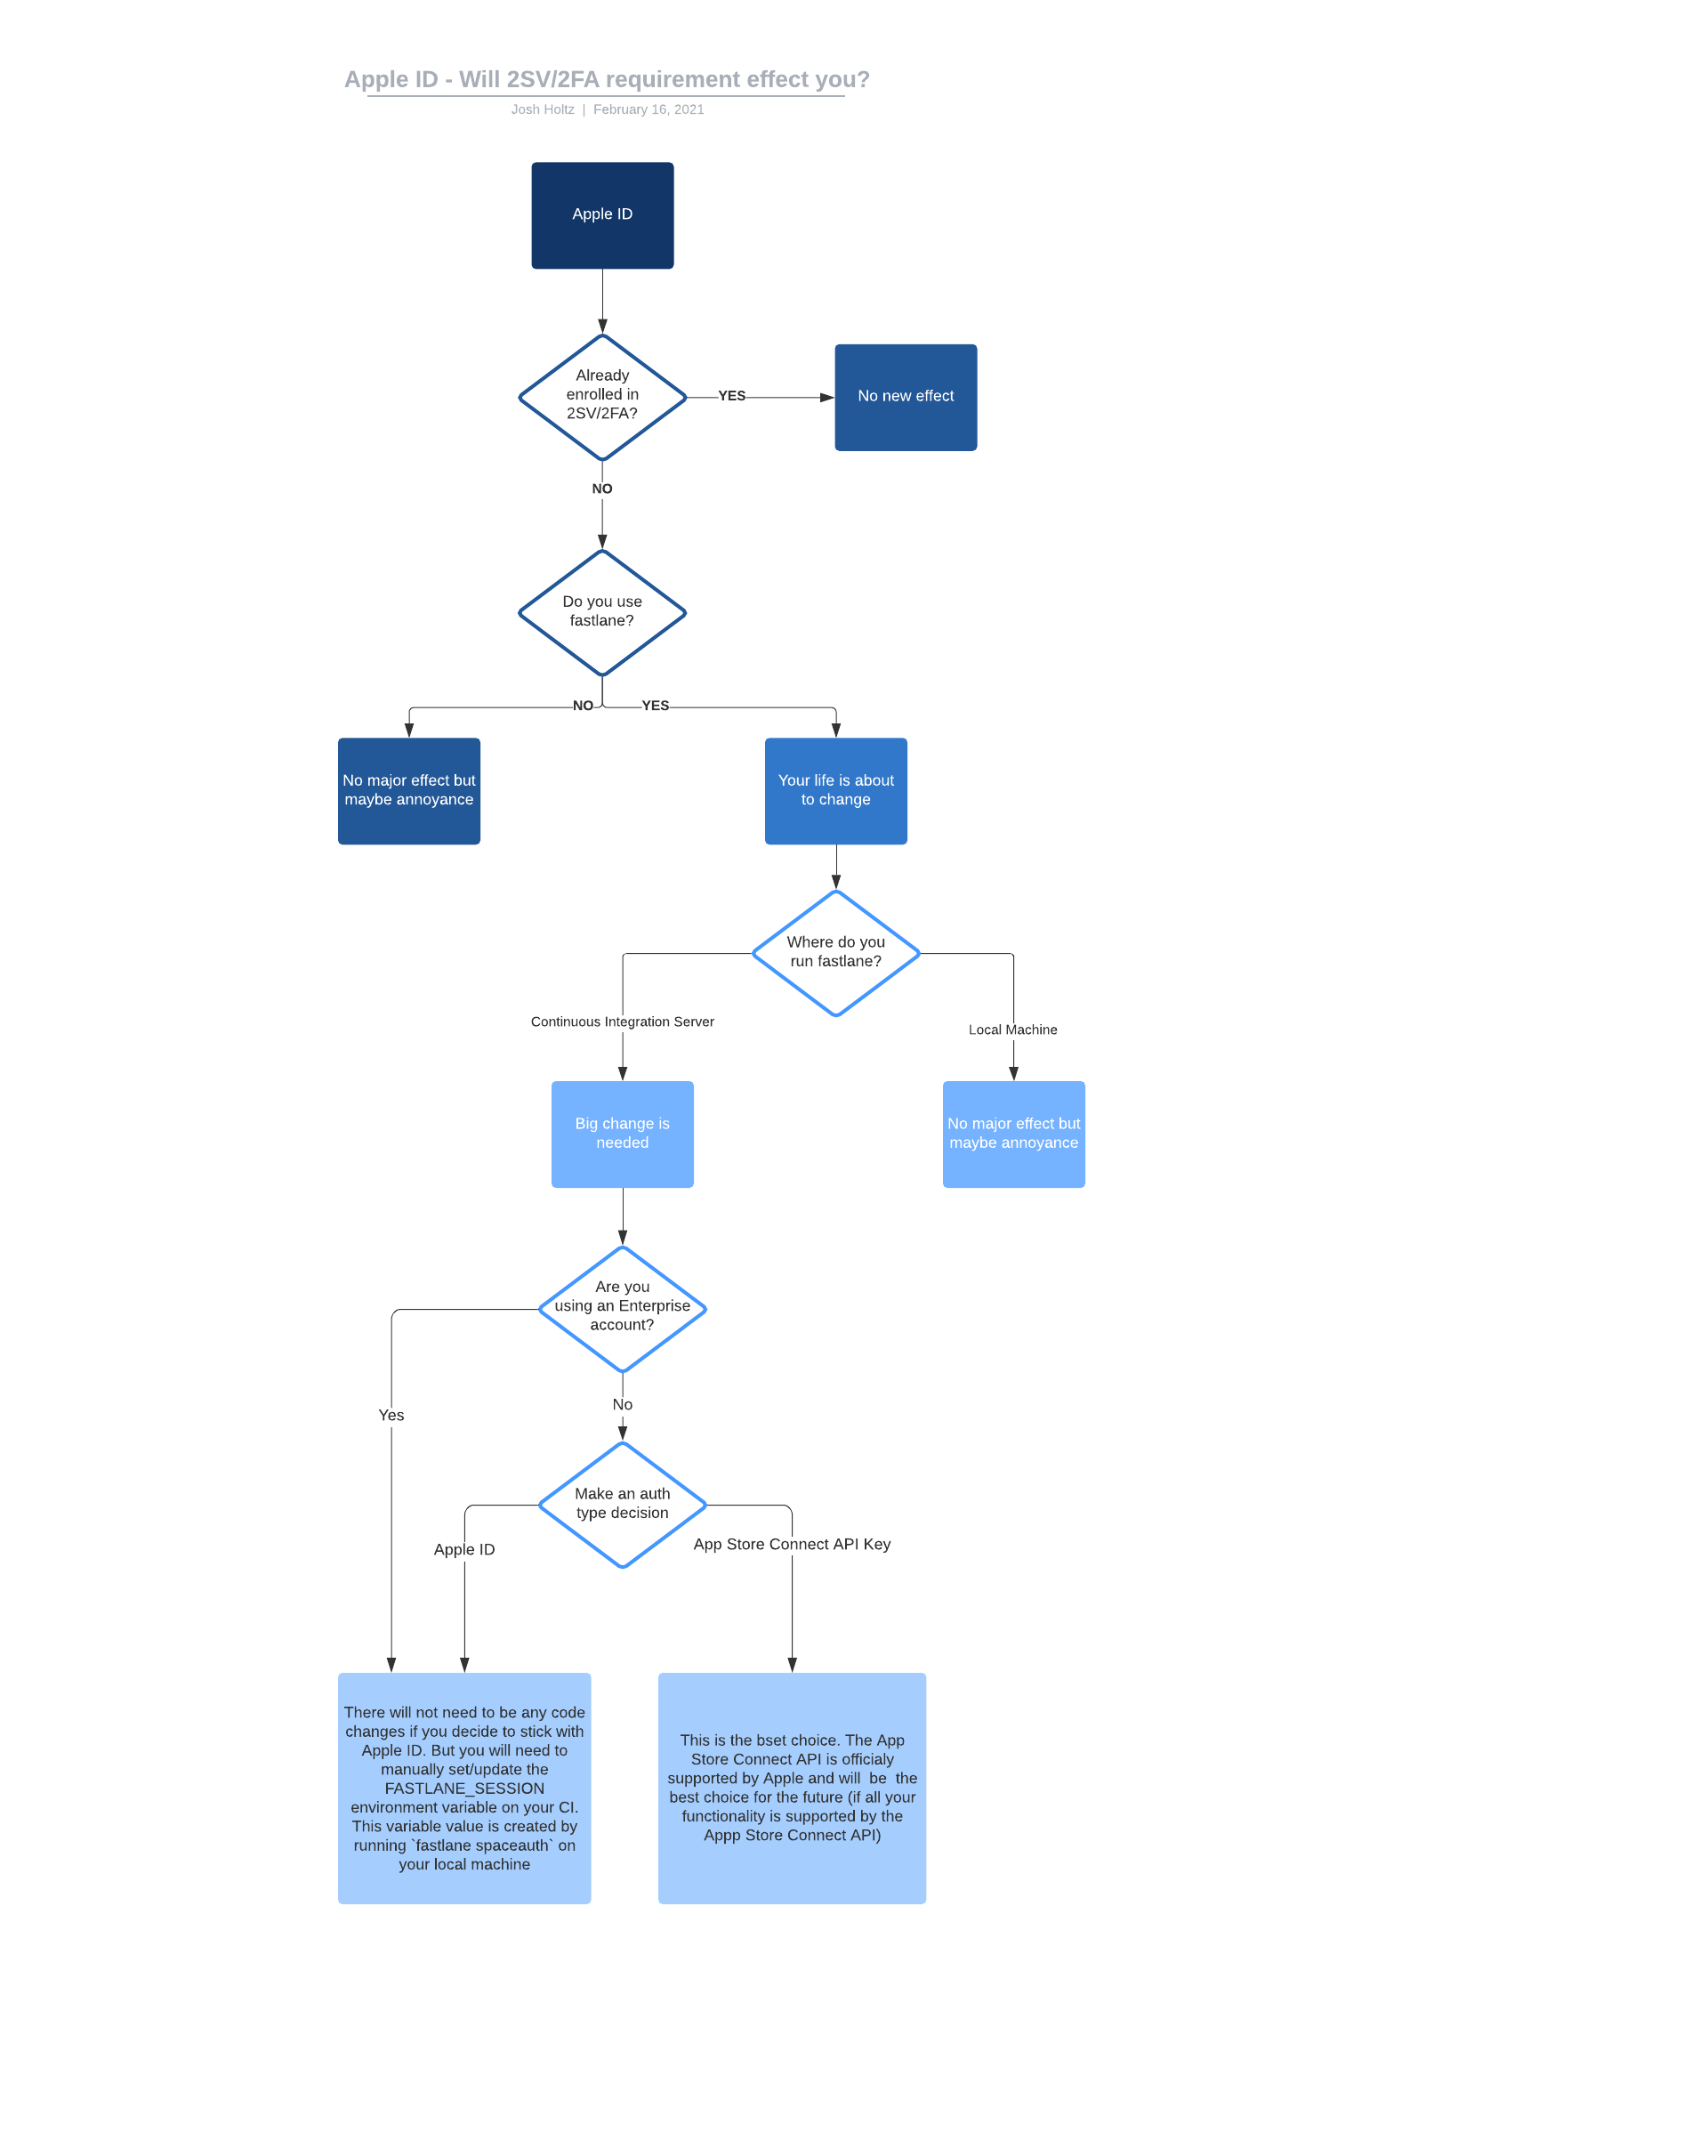 Apple ID - Will 2SV/2FA requirement effect you?
Josh Holtz | February 16, 2021
Apple ID
Already
enrolled in
2SV/2FA?
YES
No new effect
NO
Do you use
fastlane?
NO
YES
No major effect but
maybe annoyance
Your life is about
to change
Where do you
run fastlane?
Continuous Integration Server
Local Machine
Big change is
needed
No major effect but
maybe annoyance
Are you
using an Enterprise
account?
Yes
No
Make an auth
type decision
Apple ID
App Store Connect API Key
There will not need to be any code
changes if you decide to stick with
Apple ID. But you will need to
manually set/update the
FASTLANE_SESSION
environment variable on your CI.
This variable value is created by
running `fastlane spaceauth` on
your local machine
This is the bset choice. The App
Store Connect API is officialy
supported by Apple and will  be  the
best choice for the future (if all your
functionality is supported by the
Appp Store Connect API)